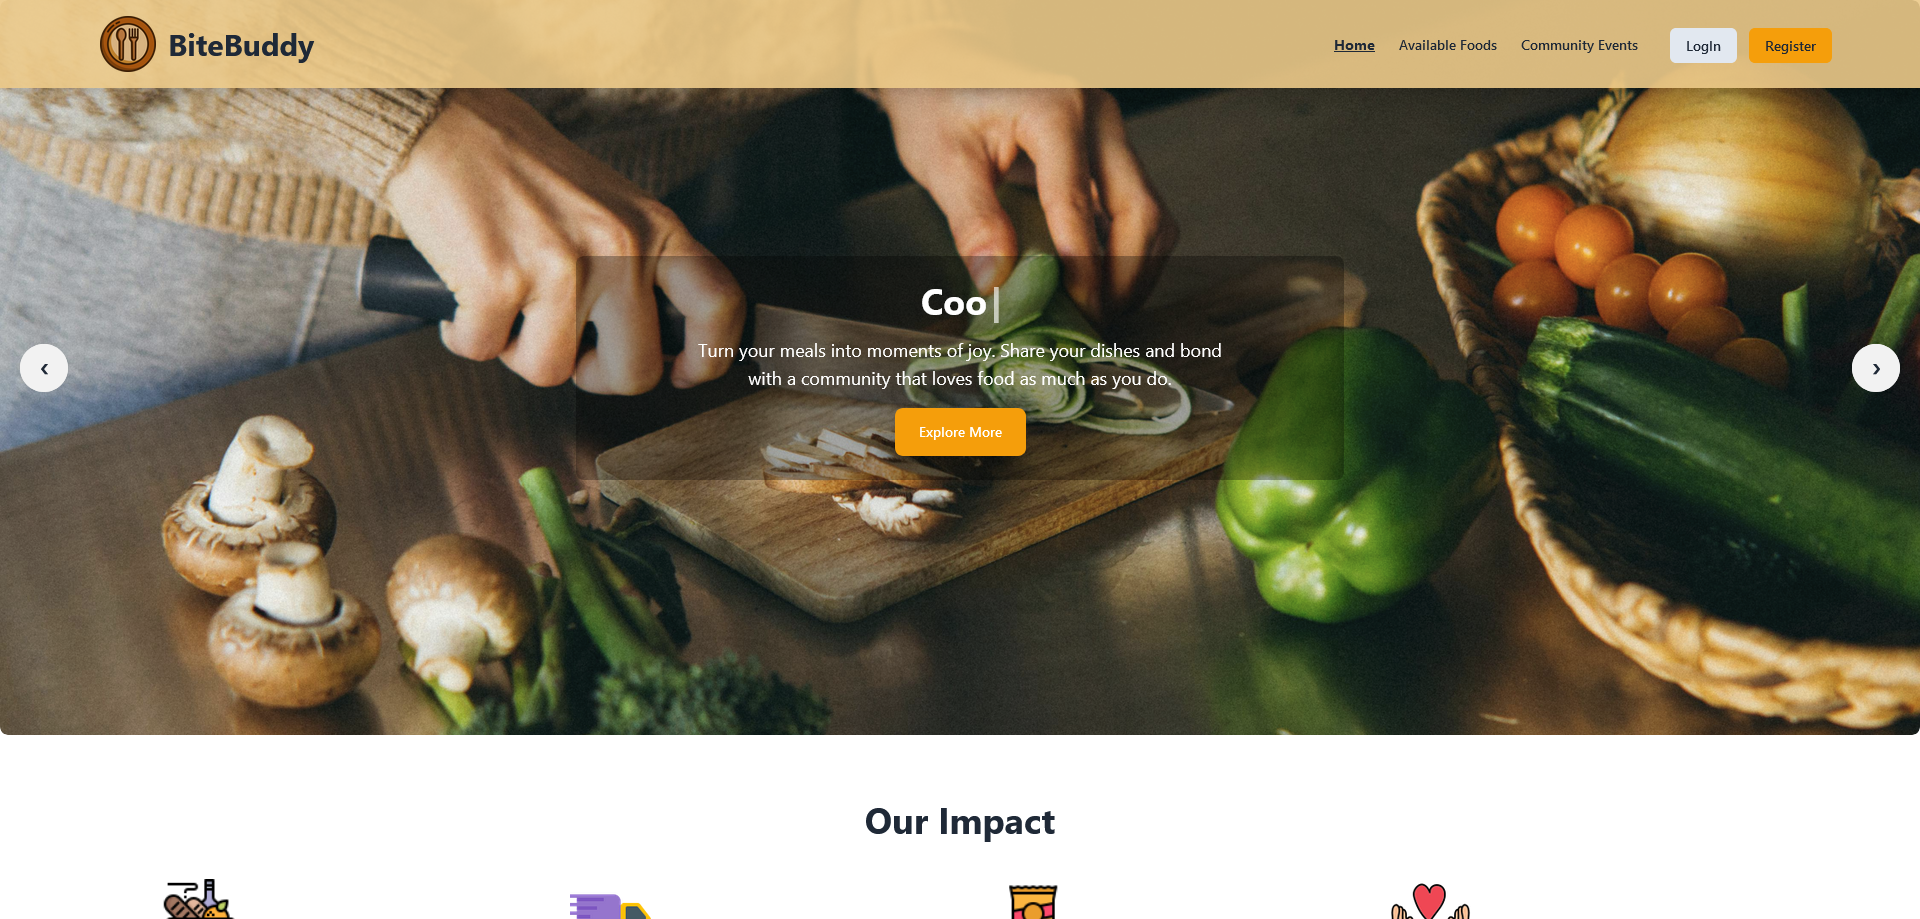 BiteBuddy
Home Available Foods Community Events LogIn Register
Coo
Turn your meals into moments of joy. Share your dishes and bond
with a community that loves food as much as you do.
Explore More
‹ ›
Our Impact